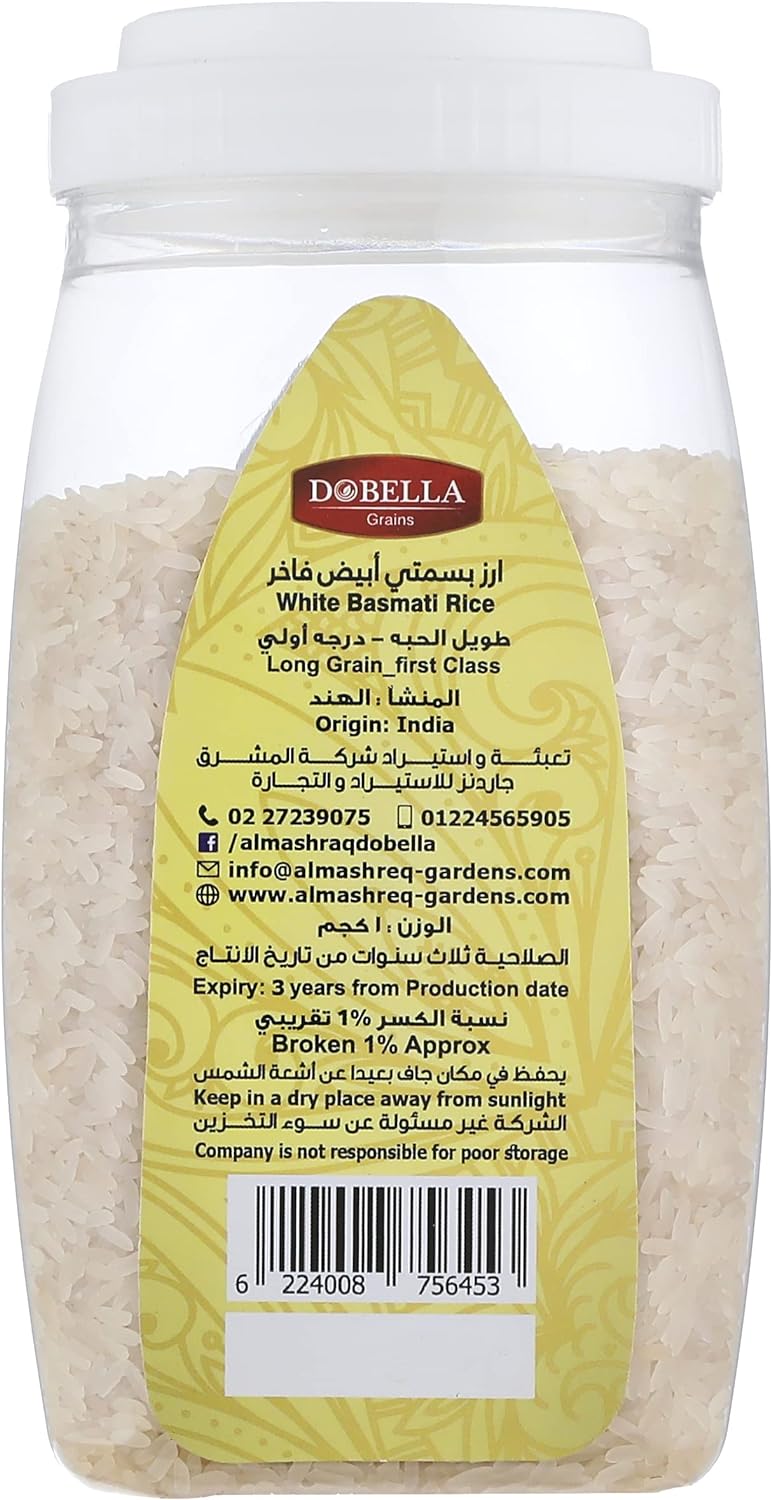 DOBELLA
Grains
ارز بسمتي أبيض فاخر
White Basmati Rice
طويل الحبه - درجه أولي
Long Grain_first Class
المنشأ : الهند
Origin: India
تعبئة و استيراد شركة المشرق
جاردنز للاستيراد و التجارة
02 27239075 01224565905
/almashraqdobella
info@almashreq-gardens.com
www.almashreq-gardens.com
الوزن : ١ كجم
الصلاحية ثلاث سنوات من تاريخ الانتاج
Expiry: 3 years from Production date
نسبة الكسر 1% تقريبي
Broken 1% Approx
يحفظ في مكان جاف بعيدا عن أشعة الشمس
Keep in a dry place away from sunlight
الشركة غير مسئولة عن سوء التخزين
Company is not responsible for poor storage
6 224008 756453